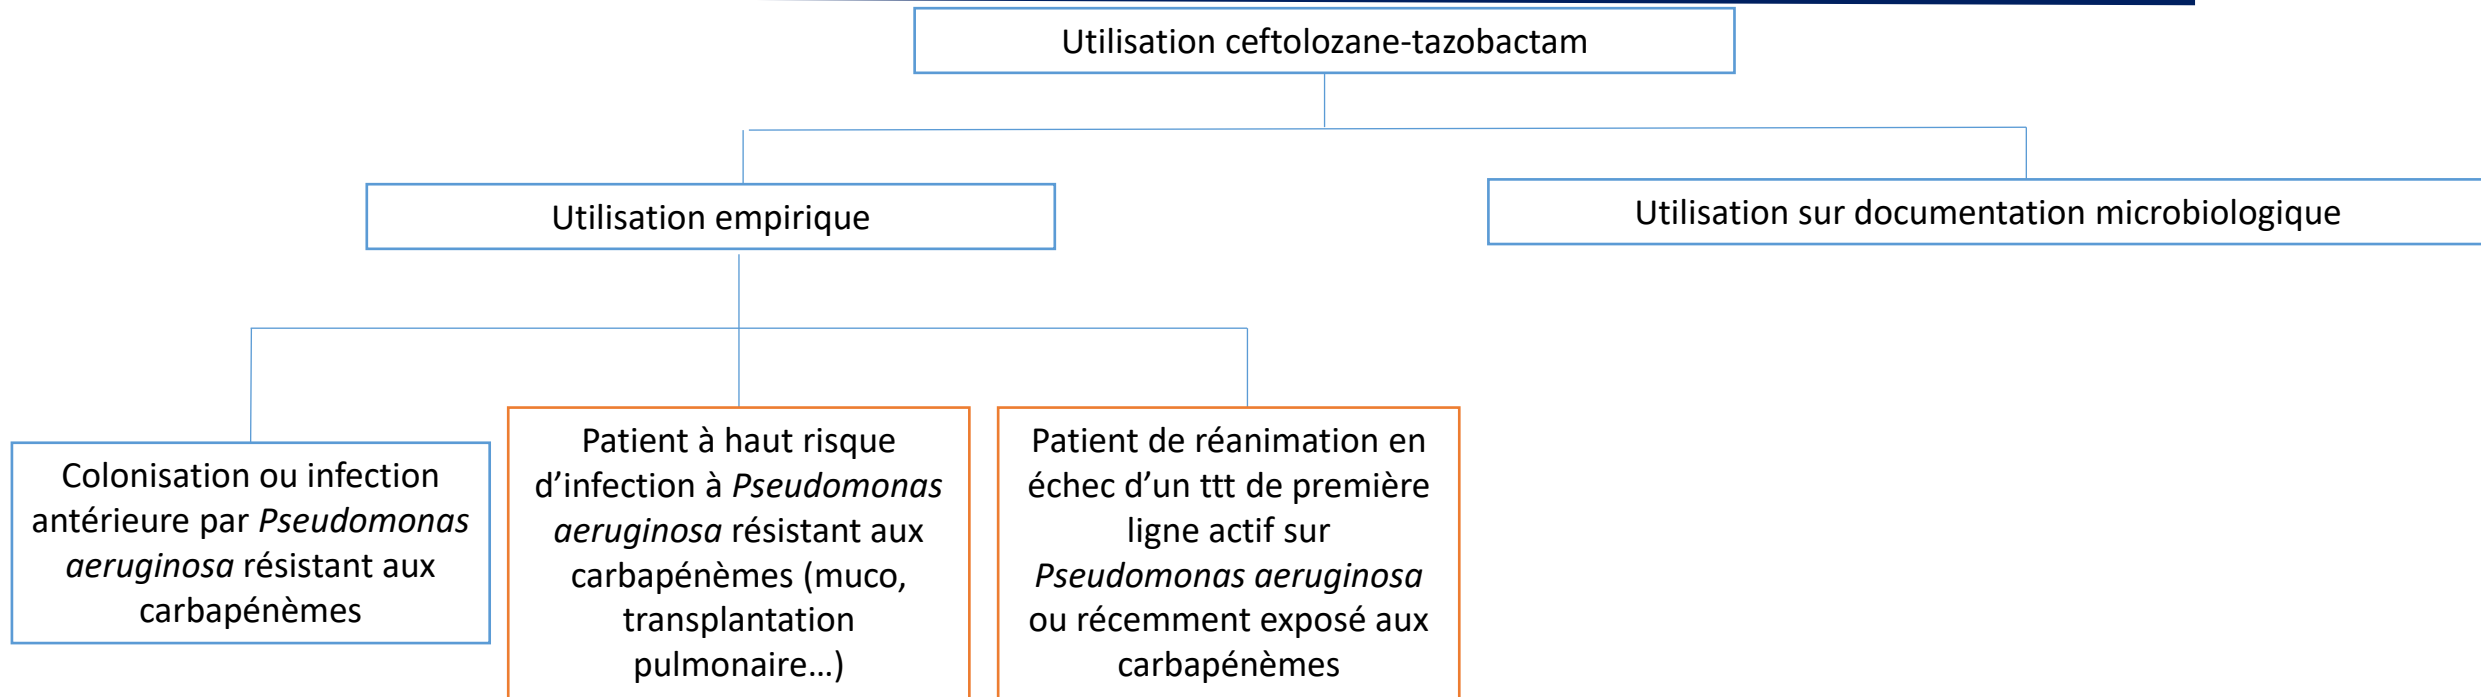 Utilisation ceftolozane-tazobactam
Utilisation empirique
Utilisation sur documentation microbiologique
Colonisation ou infection
antérieure par Pseudomonas
aeruginosa résistant aux
carbapénèmes
Patient à haut risque
d’infection à Pseudomonas
aeruginosa résistant aux
carbapénèmes (muco,
transplantation
pulmonaire…)
Patient de réanimation en
échec d’un ttt de première
ligne actif sur
Pseudomonas aeruginosa
ou récemment exposé aux
carbapénèmes